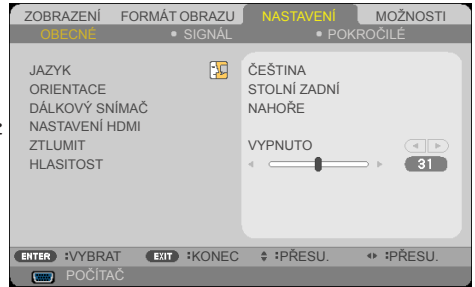 ZOBRAZENÍ FORMÁT OBRAZU NASTAVENÍ MOŽNOSTI
OBECNÉ • SIGNÁL • POKROČILÉ
JAZYK ČEŠTINA
ORIENTACE STOLNÍ ZADNÍ
DÁLKOVÝ SNÍMAČ NAHOŘE
NASTAVENÍ HDMI
ZTLUMIT VYPNUTO
HLASITOST 31
ENTER :VYBRAT EXIT :KONEC :PŘESU. :PŘESU.
POČÍTAČ